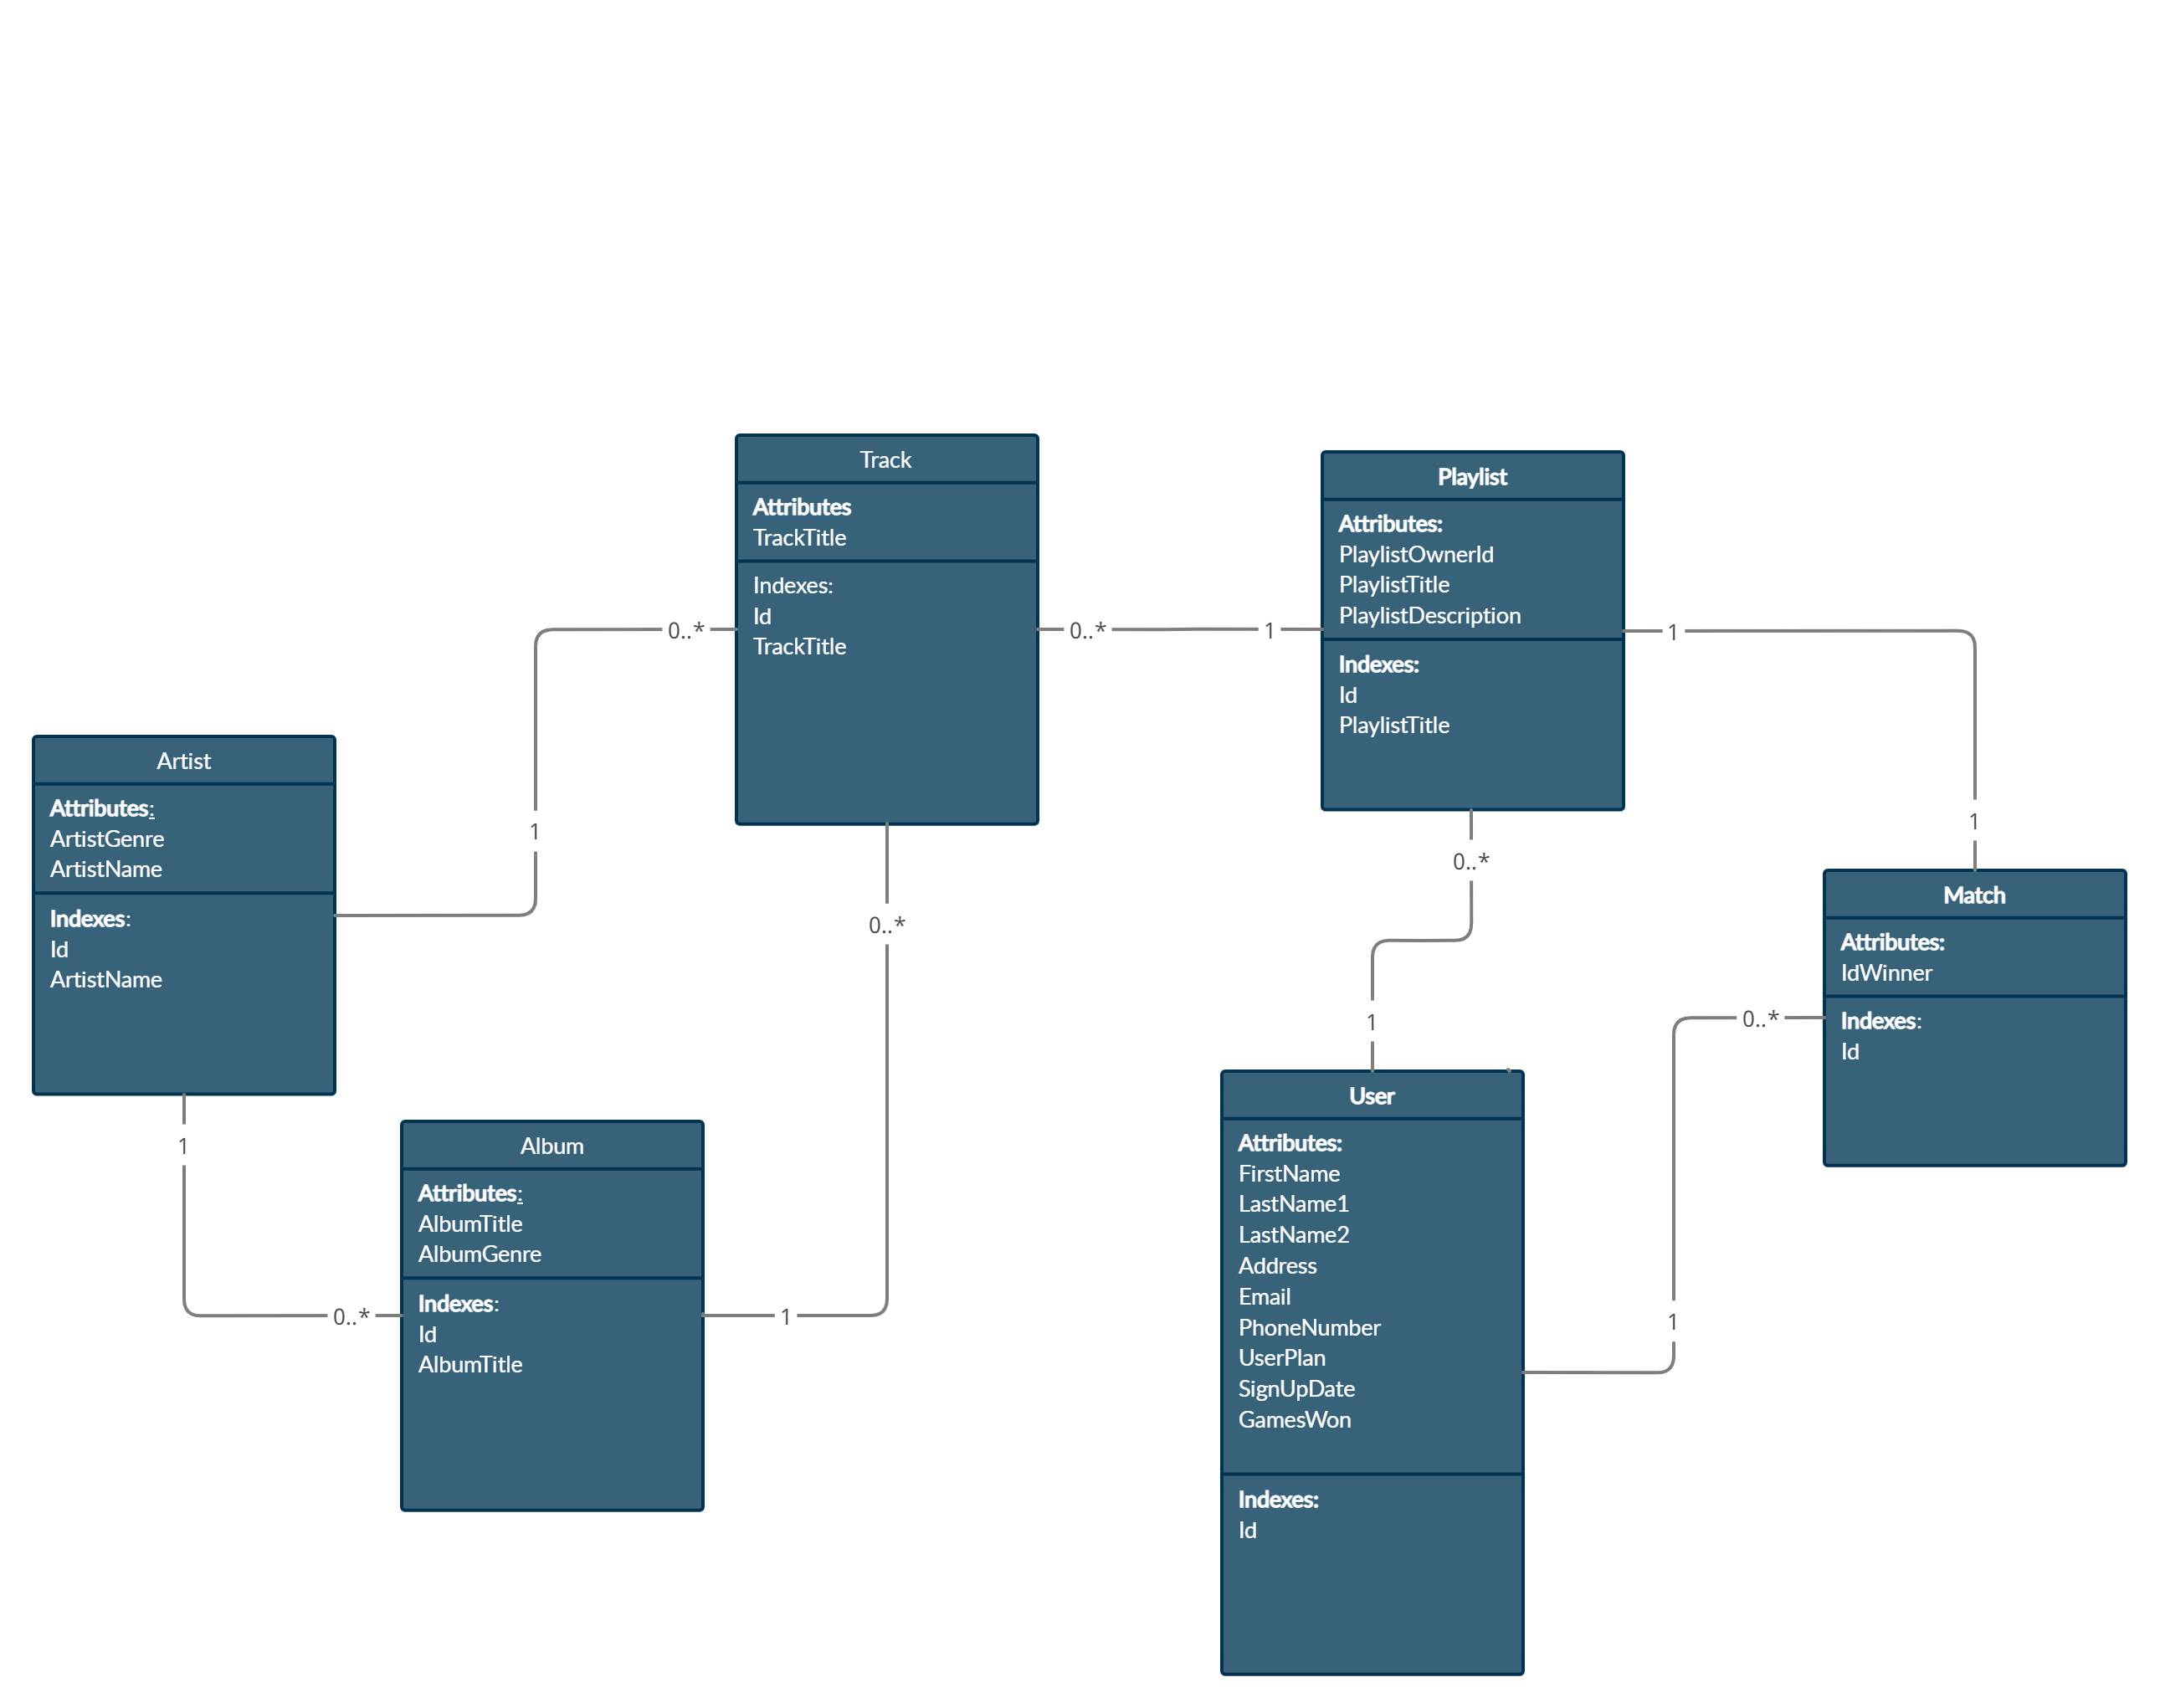 Track
Attributes
TrackTitle
Indexes:
Id
TrackTitle
Playlist
Attributes:
PlaylistOwnerId
PlaylistTitle
PlaylistDescription
Indexes:
Id
PlaylistTitle
0..*
0..*
1
1
Artist
Attributes:
ArtistGenre
ArtistName
Indexes:
Id
ArtistName
1
1
0..*
0..*
Match
Attributes:
IdWinner
Indexes:
Id
0..*
1
User
Attributes:
FirstName
LastName1
LastName2
Address
Email
PhoneNumber
UserPlan
SignUpDate
GamesWon
Indexes:
Id
1
1
Album
Attributes:
AlbumTitle
AlbumGenre
Indexes:
Id
AlbumTitle
0..*
1